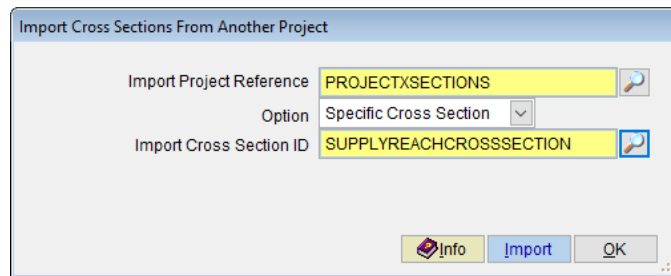 Import Cross Sections From Another Project
Import Project Reference PROJECTXSECTIONS
Option Specific Cross Section
Import Cross Section ID SUPPLYREACHCROSSSECTION
Info Import OK